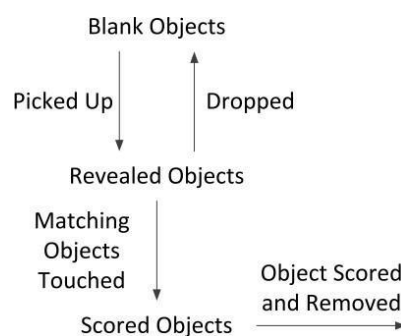 Blank Objects
Picked Up
Dropped
Revealed Objects
Matching
Objects
Touched
Object Scored
and Removed
Scored Objects